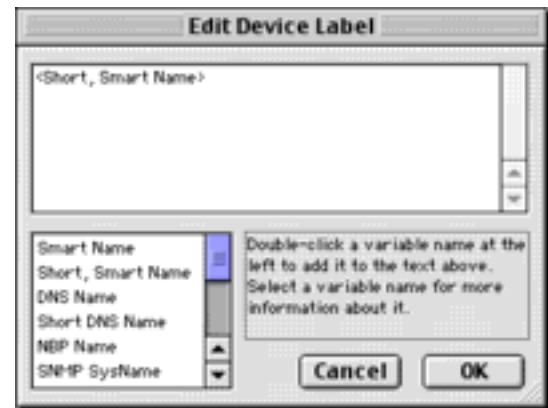 Edit Device Label
<Short, Smart Name>
Smart Name
Short, Smart Name
DNS Name
Short DNS Name
NBP Name
SNMP SysName
Double-click a variable name at the
left to add it to the text above.
Select a variable name for more
information about it.
Cancel
OK